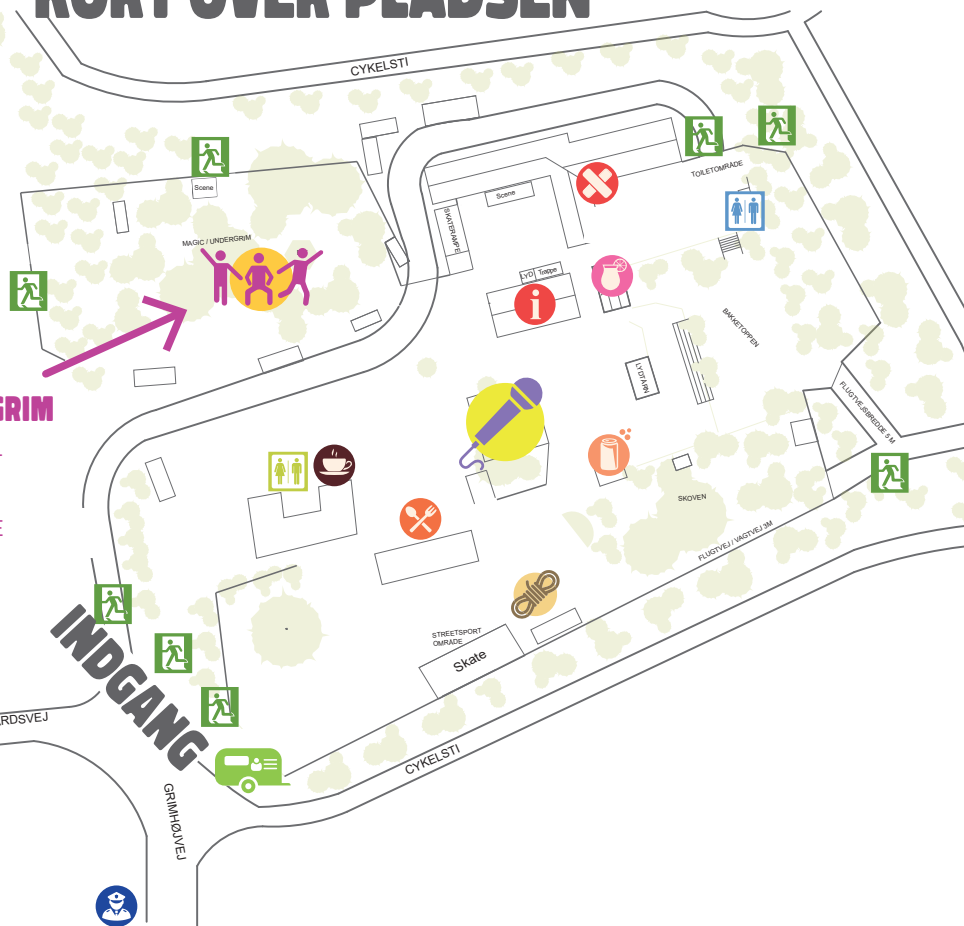 KORT OVER PLADSEN
CYKELSTI
TOILETOMRÅDE
Scene
Scene
SKATERAMPE
MAGIC / UNDERGRIM
LYD
Trappe
i
BAKKETOPPEN
LYDTÅRN
FLUGTVEJSBREDDE 5 M
GRIM
SKOVEN
FLUGTVEJ / VAGTVEJ 3M
E
INDGANG
STREETSPORT
OMRÅDE
Skate
RDSVEJ
CYKELSTI
GRIMHØJVEJ